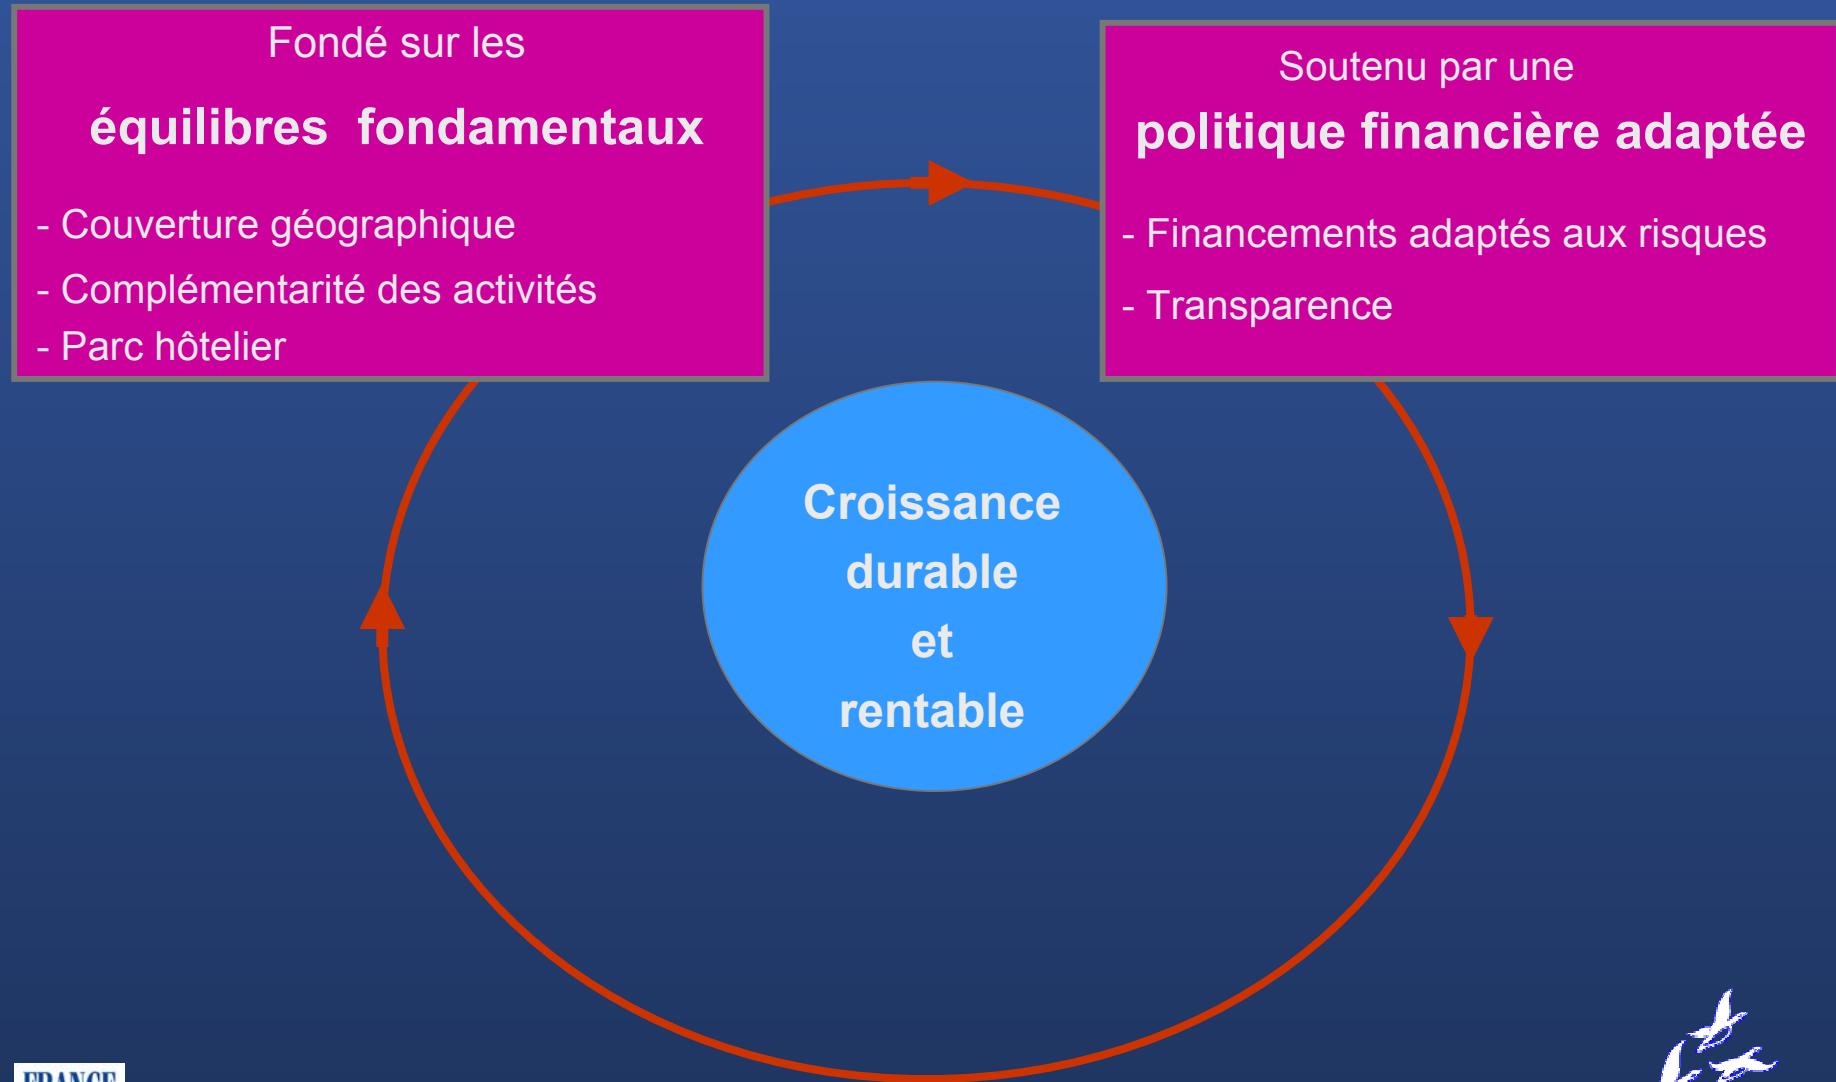 Fondé sur les
équilibres fondamentaux
- Couverture géographique
- Complémentarité des activités
- Parc hôtelier
Soutenu par une
politique financière adaptée
- Financements adaptés aux risques
- Transparence
Croissance
durable
et
rentable
FRANCE